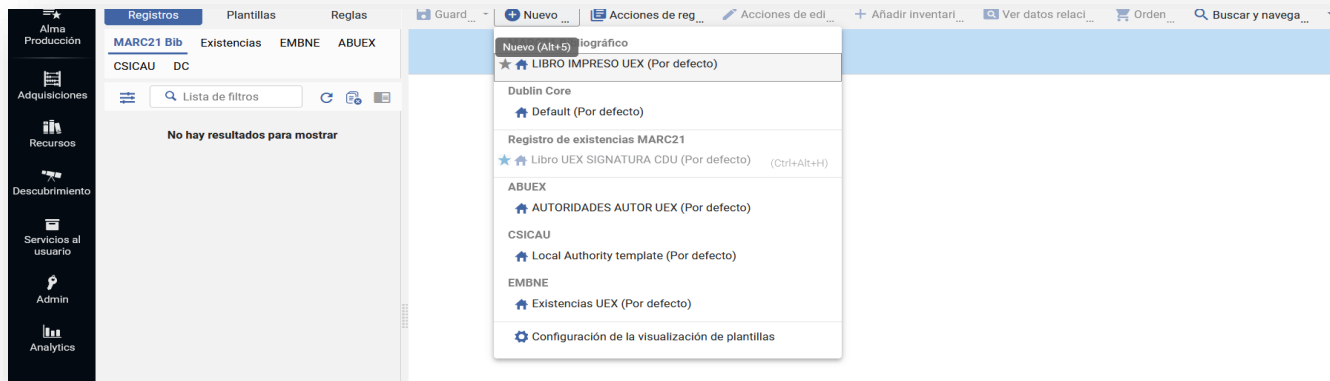 Alma
Producción
Adquisiciones
Recursos
Descubrimiento
Servicios al
usuario
Admin
Analytics
Registros Plantillas Reglas
MARC21 Bib Existencias EMBNE ABUEX
CSICAU DC
Lista de filtros
No hay resultados para mostrar
Guard... Nuevo ... Acciones de reg... Acciones de edi... Añadir inventari... Ver datos relaci... Orden... Buscar y navega...
Nuevo (Alt+5)
LIBRO IMPRESO UEX (Por defecto)
Dublin Core
Default (Por defecto)
Registro de existencias MARC21
Libro UEX SIGNATURA CDU (Por defecto) (Ctrl+Alt+H)
ABUEX
AUTORIDADES AUTOR UEX (Por defecto)
CSICAU
Local Authority template (Por defecto)
EMBNE
Existencias UEX (Por defecto)
Configuración de la visualización de plantillas